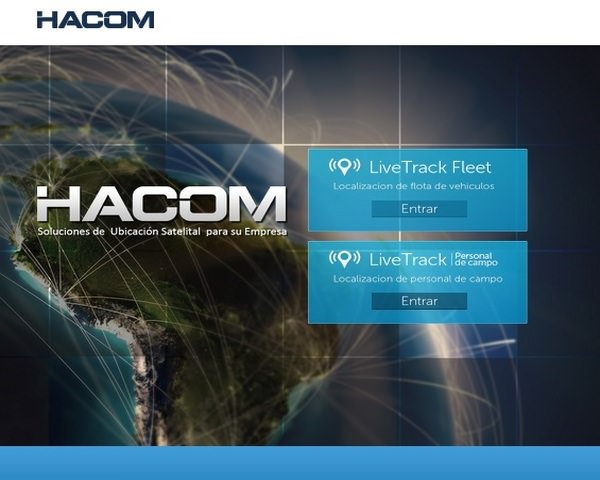 HACOM
HACOM
Soluciones de Ubicación Satelital para su Empresa
LiveTrack Fleet
Localizacion de flota de vehiculos
Entrar
LiveTrack | Personal de campo
Localizacion de personal de campo
Entrar